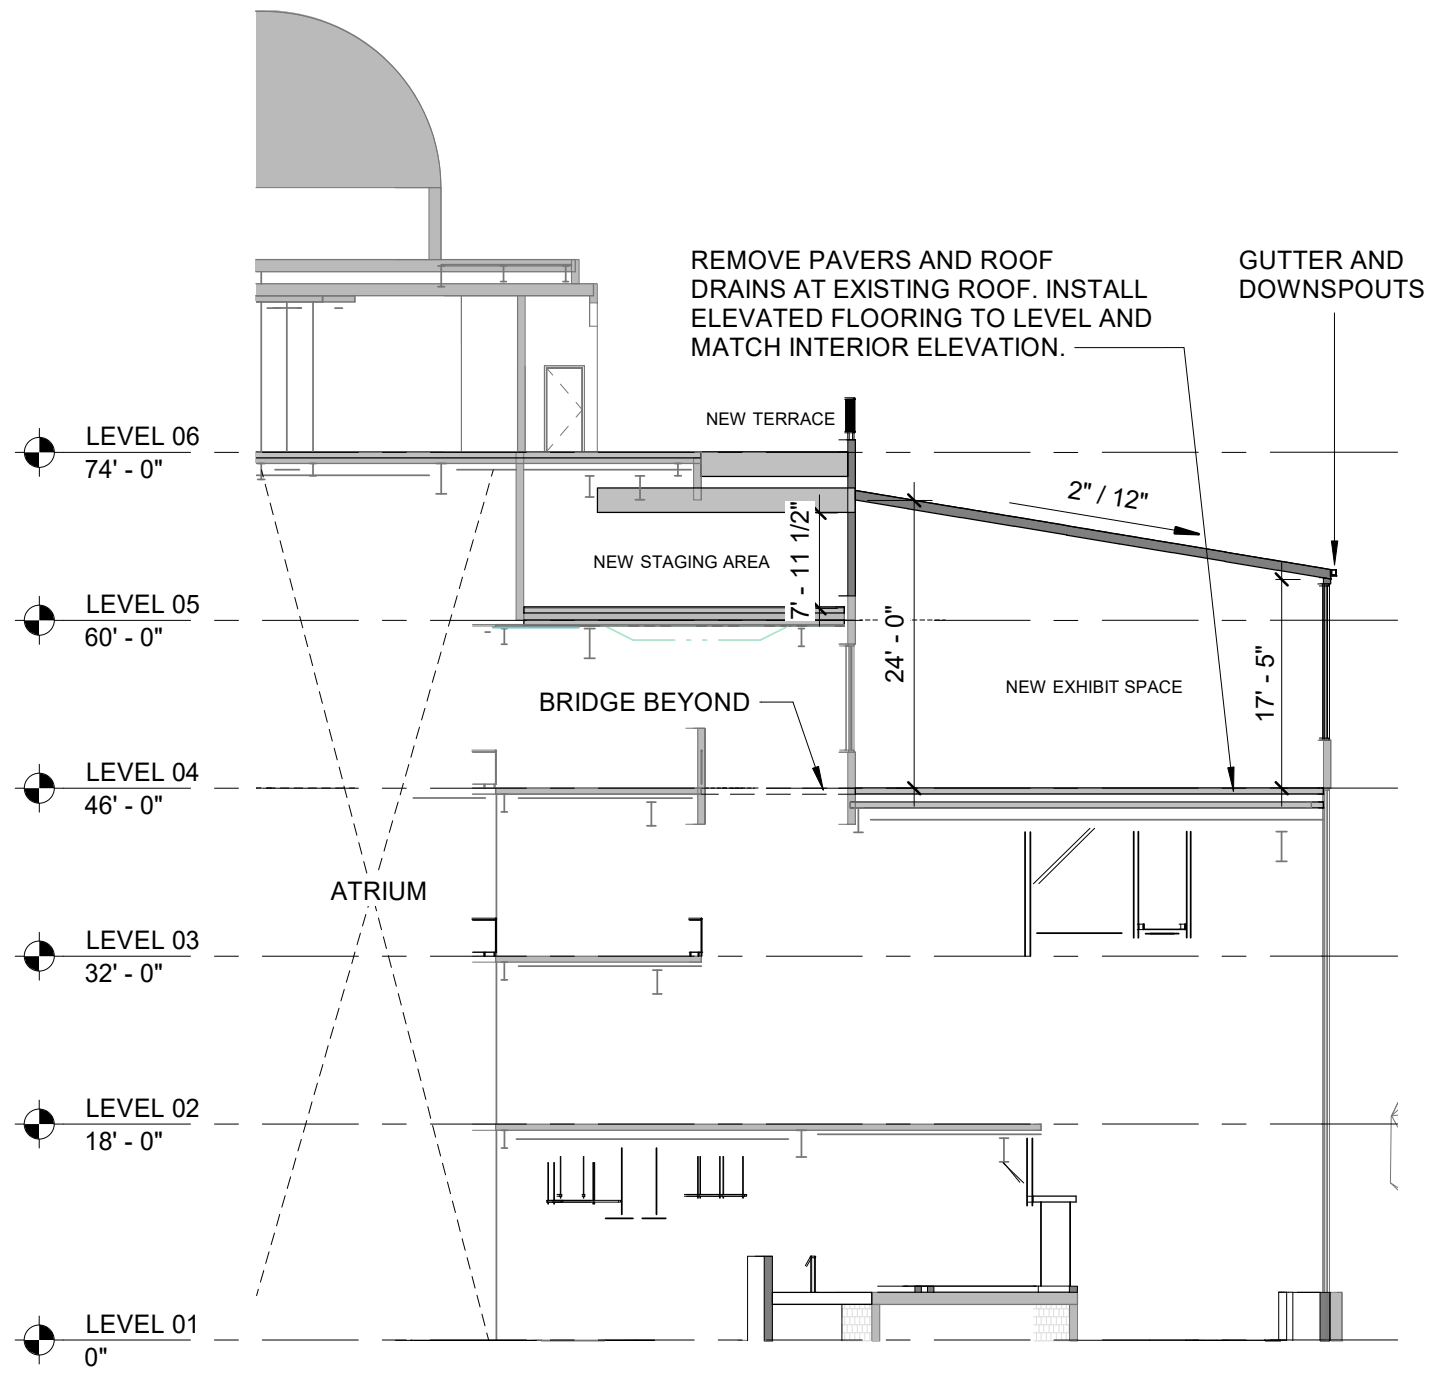 REMOVE PAVERS AND ROOF
DRAINS AT EXISTING ROOF. INSTALL
ELEVATED FLOORING TO LEVEL AND
MATCH INTERIOR ELEVATION.
GUTTER AND
DOWNSPOUTS
NEW TERRACE
LEVEL 06
74' - 0"
2" / 12"
NEW STAGING AREA
7' - 11 1/2"
LEVEL 05
60' - 0"
24' - 0"
17' - 5"
NEW EXHIBIT SPACE
BRIDGE BEYOND
LEVEL 04
46' - 0"
ATRIUM
LEVEL 03
32' - 0"
LEVEL 02
18' - 0"
LEVEL 01
0"